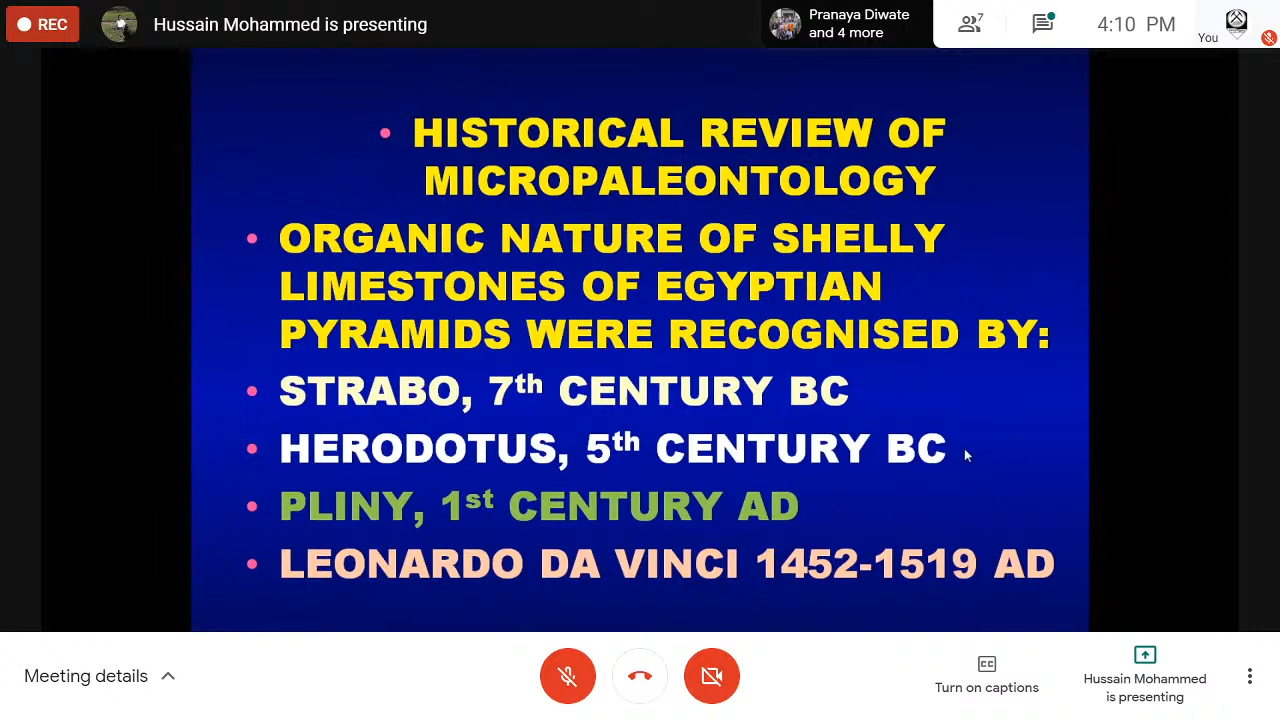 REC
Hussain Mohammed is presenting
Pranaya Diwate
and 4 more
7
4:10 PM
You
• HISTORICAL REVIEW OF
MICROPALEONTOLOGY
• ORGANIC NATURE OF SHELLY
LIMESTONES OF EGYPTIAN
PYRAMIDS WERE RECOGNISED BY:
• STRABO, 7th CENTURY BC
• HERODOTUS, 5th CENTURY BC
• PLINY, 1st CENTURY AD
• LEONARDO DA VINCI 1452-1519 AD
Meeting details
Turn on captions
Hussain Mohammed
is presenting